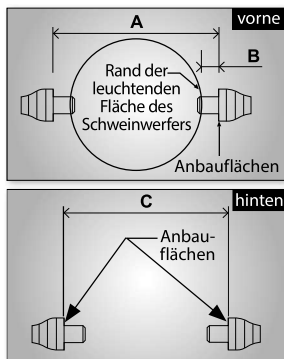 vorne
A
B
Rand der
leuchtenden
Fläche des
Schweinwerfers
Anbauflächen
hinten
C
Anbau-
flächen